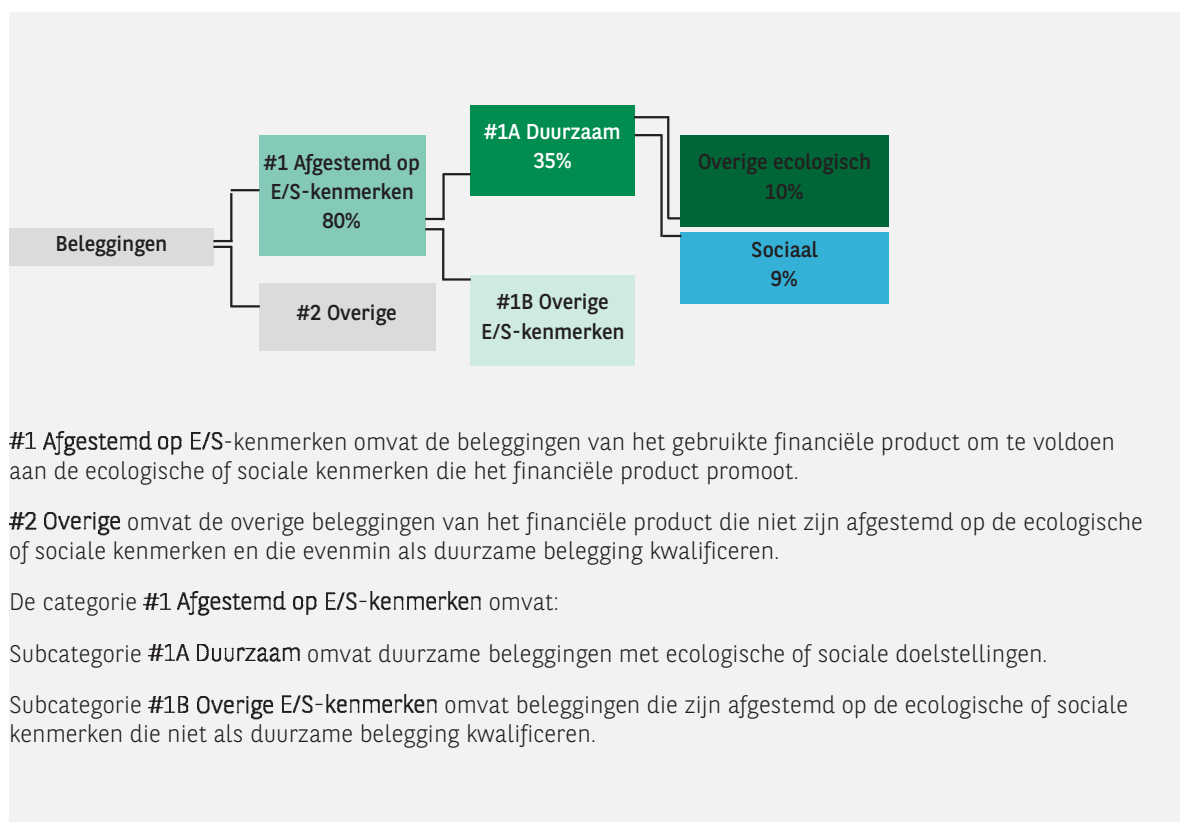 #1A Duurzaam
35%
#1 Afgestemd op
E/S-kenmerken
80%
Overige ecologisch
10%
Beleggingen
Sociaal
9%
#2 Overige
#1B Overige
E/S-kenmerken
#1 Afgestemd op E/S-kenmerken omvat de beleggingen van het gebruikte financiële product om te voldoen
aan de ecologische of sociale kenmerken die het financiële product promoot.
#2 Overige omvat de overige beleggingen van het financiële product die niet zijn afgestemd op de ecologische
of sociale kenmerken en die evenmin als duurzame belegging kwalificeren.
De categorie #1 Afgestemd op E/S-kenmerken omvat:
Subcategorie #1A Duurzaam omvat duurzame beleggingen met ecologische of sociale doelstellingen.
Subcategorie #1B Overige E/S-kenmerken omvat beleggingen die zijn afgestemd op de ecologische of sociale
kenmerken die niet als duurzame belegging kwalificeren.